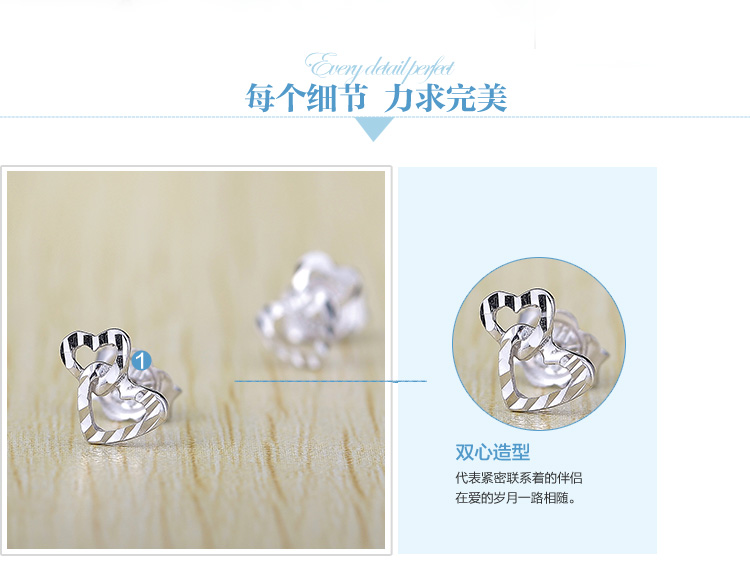 Every detail perfect
每个细节 力求完美
1
双心造型
代表紧密联系着的伴侣
在爱的岁月一路相随。